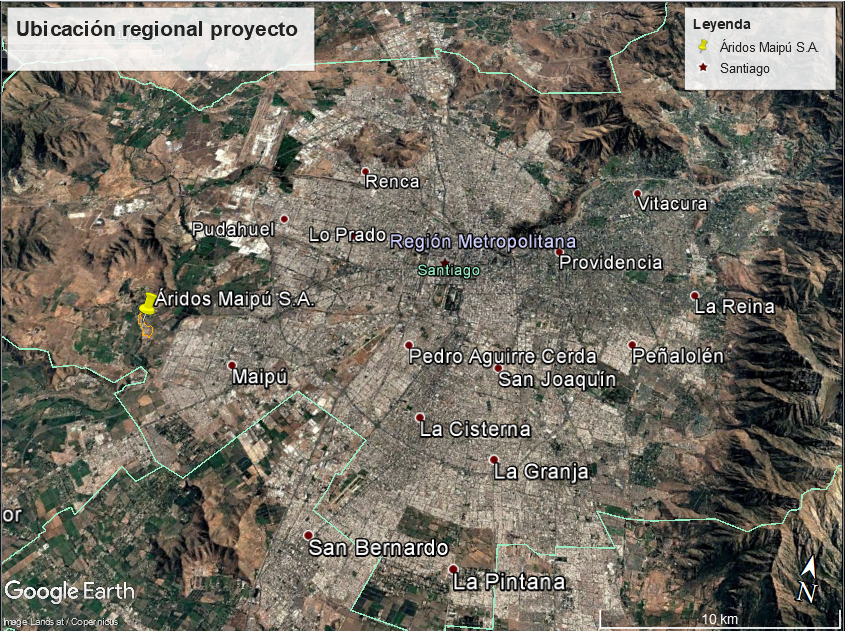 Ubicación regional proyecto
Leyenda
Áridos Maipú S.A.
Santiago
Renca
Vitacura
Pudahuel
Lo Prado
Región Metropolitana
Santiago
Providencia
Áridos Maipú S.A.
La Reina
Pedro Aguirre Cerda
Peñalolén
Maipú
San Joaquín
La Cisterna
La Granja
or
San Bernardo
La Pintana
Google Earth
N
Image Landsat / Copernicus
10 km